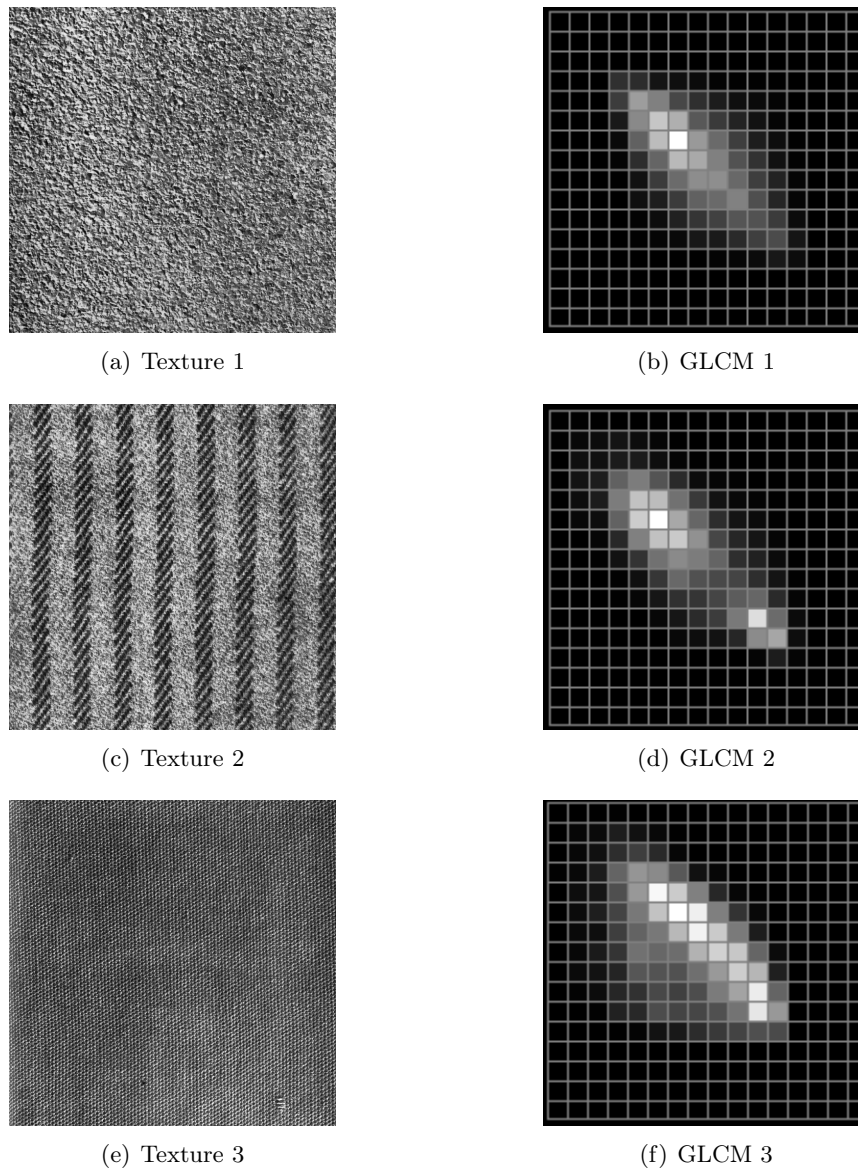 (a) Texture 1
(b) GLCM 1
(c) Texture 2
(d) GLCM 2
(e) Texture 3
(f) GLCM 3